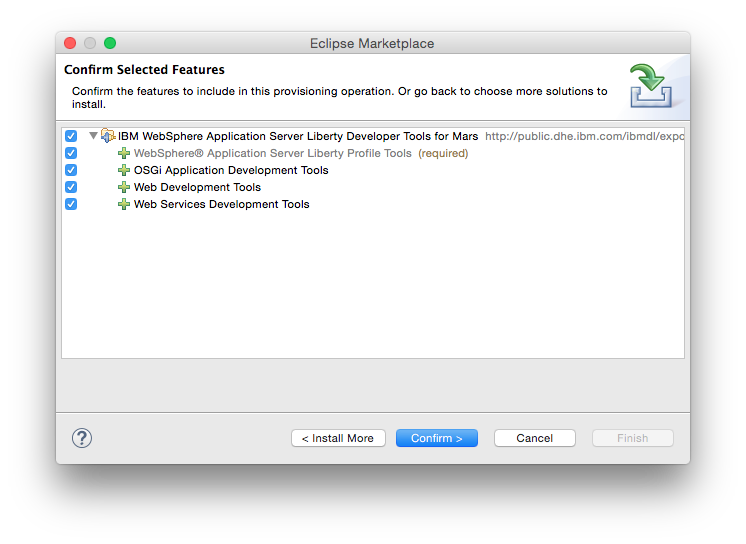 Eclipse Marketplace
Confirm Selected Features
Confirm the features to include in this provisioning operation. Or go back to choose more solutions to
install.
IBM WebSphere Application Server Liberty Developer Tools for Mars http://public.dhe.ibm.com/ibmdl/expo
WebSphere® Application Server Liberty Profile Tools (required)
OSGi Application Development Tools
Web Development Tools
Web Services Development Tools
?
< Install More
Confirm >
Cancel
Finish